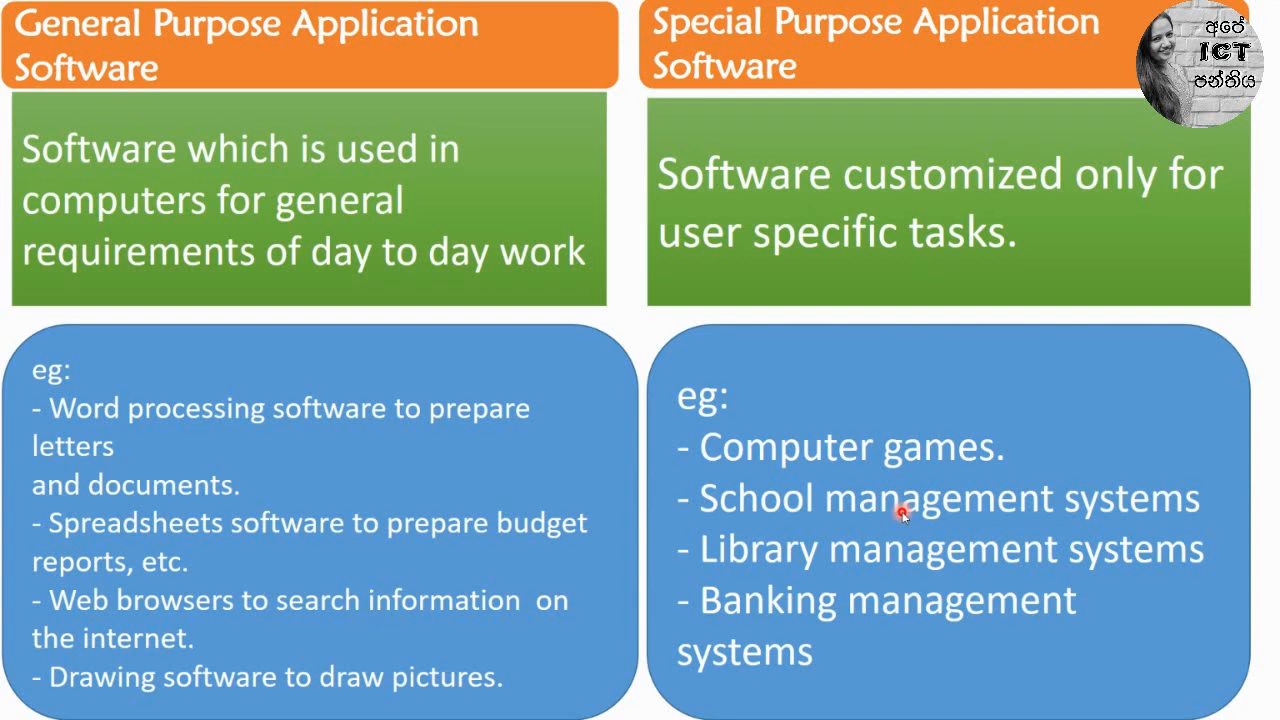 General Purpose Application
Software
Software which is used in
computers for general
requirements of day to day work
eg:
- Word processing software to prepare
letters
and documents.
- Spreadsheets software to prepare budget
reports, etc.
- Web browsers to search information  on
the internet.
- Drawing software to draw pictures.
Special Purpose Application
Software
Software customized only for
user specific tasks.
eg:
- Computer games.
- School management systems
- Library management systems
- Banking management
systems
අපේ
ICT
පන්තිය